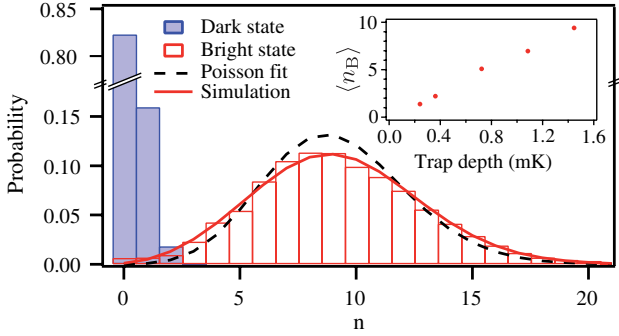 Probability
0.85
0.80
0.15
0.10
0.05
0.00
0
5
10
15
20
n
Dark state
Bright state
Poisson fit
Simulation
⟨n_B⟩
10
5
0
0.0
0.4
0.8
1.2
1.6
Trap depth (mK)